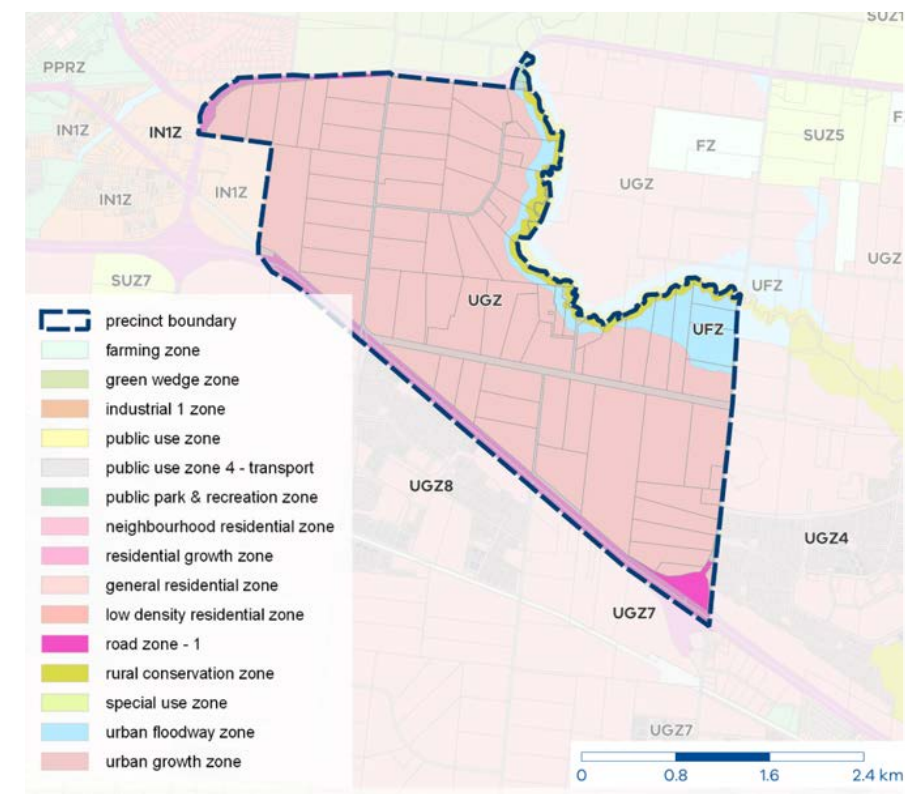 SUZ1
PPRZ
IN1Z
IN1Z
IN1Z
IN1Z
FZ
SUZ5
F
UGZ
UGZ
SUZ7
UGZ
UFZ
UFZ
precinct boundary
farming zone
green wedge zone
industrial 1 zone
public use zone
public use zone 4 - transport
public park & recreation zone
neighbourhood residential zone
residential growth zone
general residential zone
low density residential zone
road zone - 1
rural conservation zone
special use zone
urban floodway zone
urban growth zone
UGZ8
UGZ4
UGZ7
UGZ7
0 0.8 1.6 2.4 km